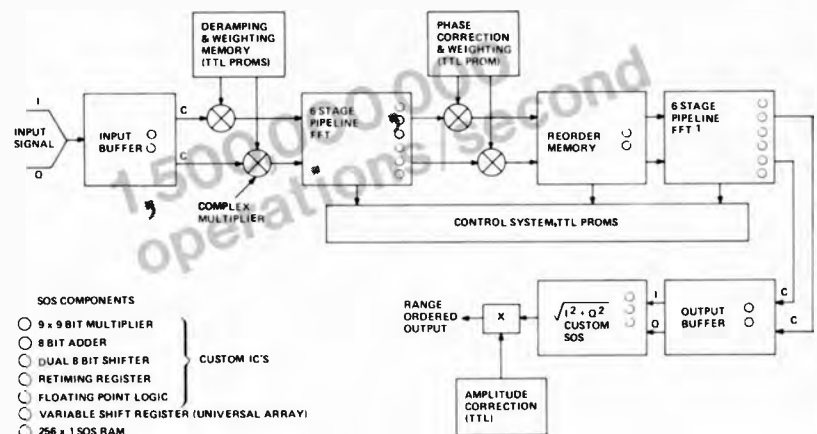 DERAMPING
& WEIGHTING
MEMORY
(TTL PROMS)
PHASE
CORRECTION
& WEIGHTING
(TTL PROM)
I
INPUT
SIGNAL
Q
INPUT
BUFFER
C
C
COMPLEX
MULTIPLIER
6 STAGE
PIPELINE
FFT
REORDER
MEMORY
6 STAGE
PIPELINE
FFT 1
1,500,000,000
operations/second
CONTROL SYSTEM, TTL PROMS
C
C
OUTPUT
BUFFER
I
Q
√I² + Q²
CUSTOM
SOS
X
RANGE
ORDERED
OUTPUT
AMPLITUDE
CORRECTION
(TTL)
SOS COMPONENTS
9 x 9 BIT MULTIPLIER
8 BIT ADDER
DUAL 8 BIT SHIFTER
RETIMING REGISTER
FLOATING POINT LOGIC
CUSTOM IC'S
VARIABLE SHIFT REGISTER (UNIVERSAL ARRAY)
256 x 1 SOS RAM